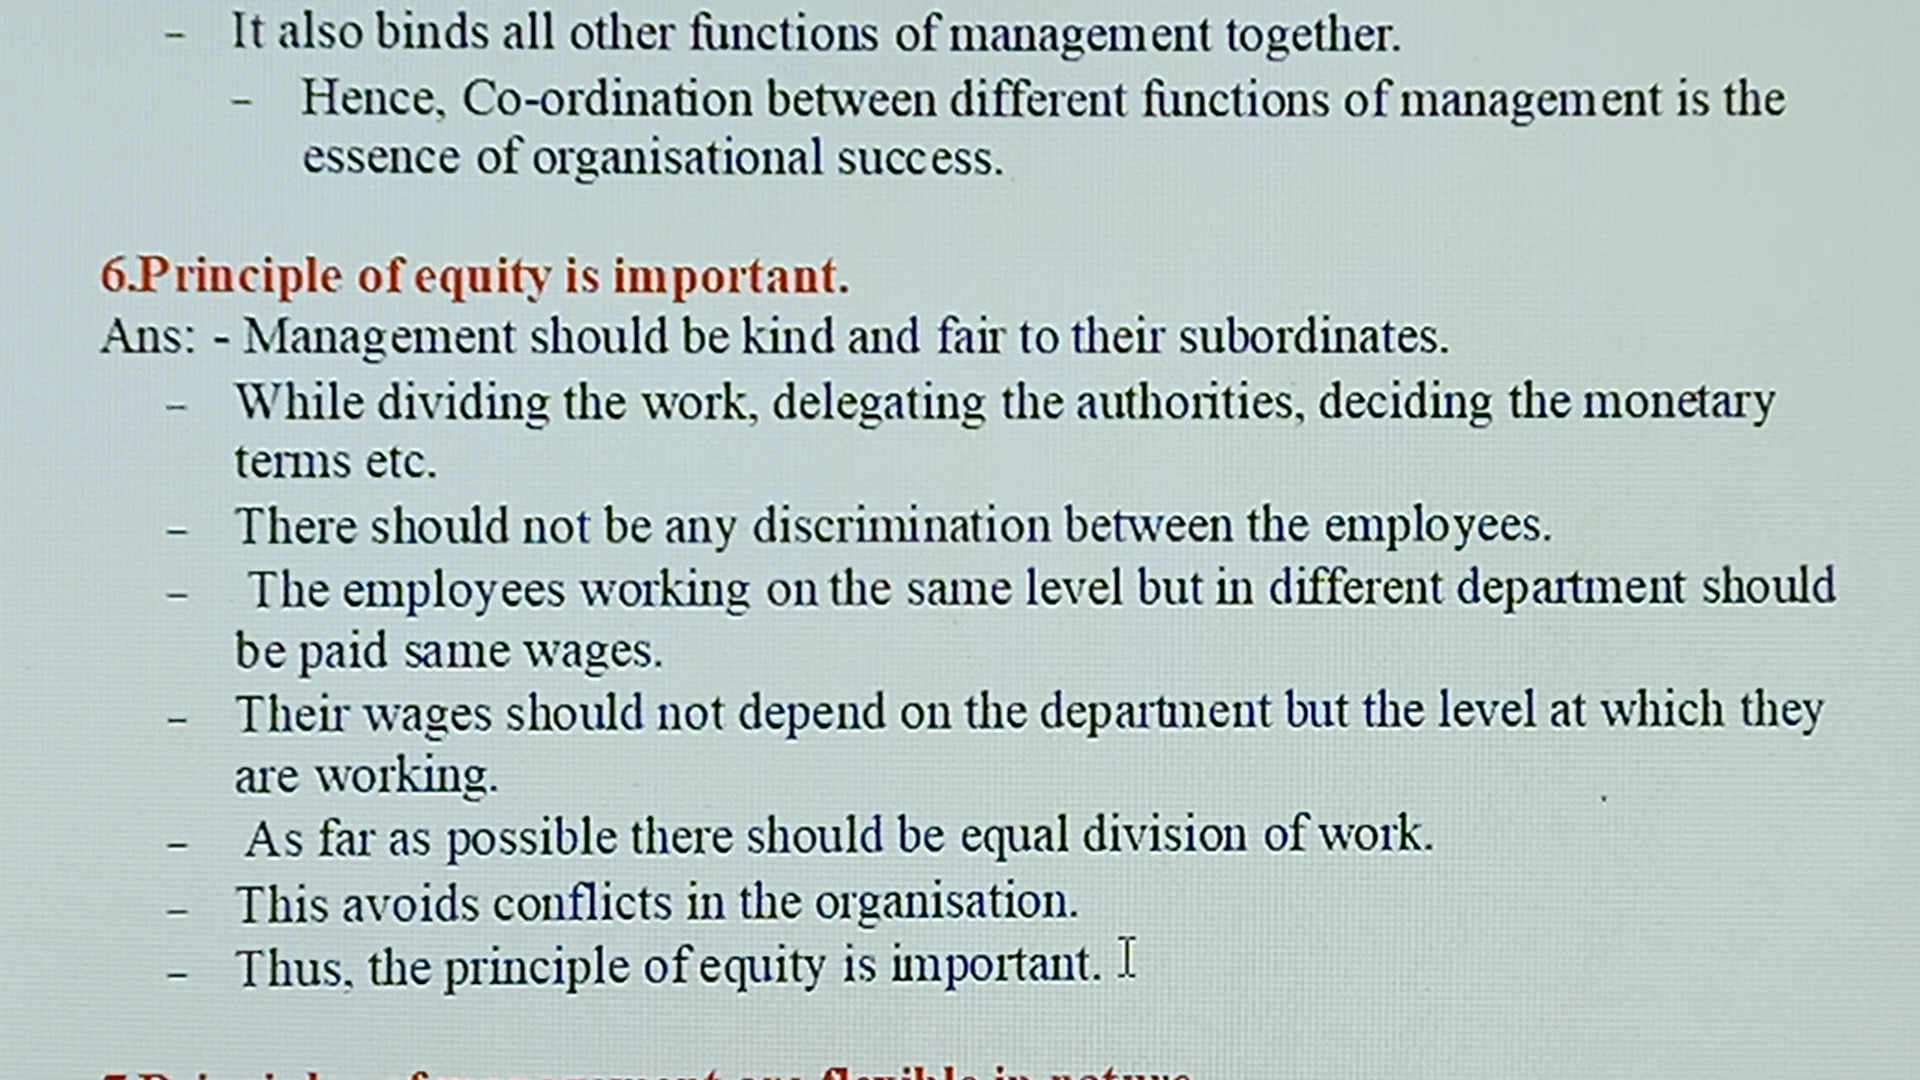 - It also binds all other functions of management together.
- Hence, Co-ordination between different functions of management is the
essence of organisational success.
6.Principle of equity is important.
Ans: - Management should be kind and fair to their subordinates.
- While dividing the work, delegating the authorities, deciding the monetary
terms etc.
- There should not be any discrimination between the employees.
- The employees working on the same level but in different department should
be paid same wages.
- Their wages should not depend on the department but the level at which they
are working.
- As far as possible there should be equal division of work.
- This avoids conflicts in the organisation.
- Thus, the principle of equity is important.
management are flexible in nature